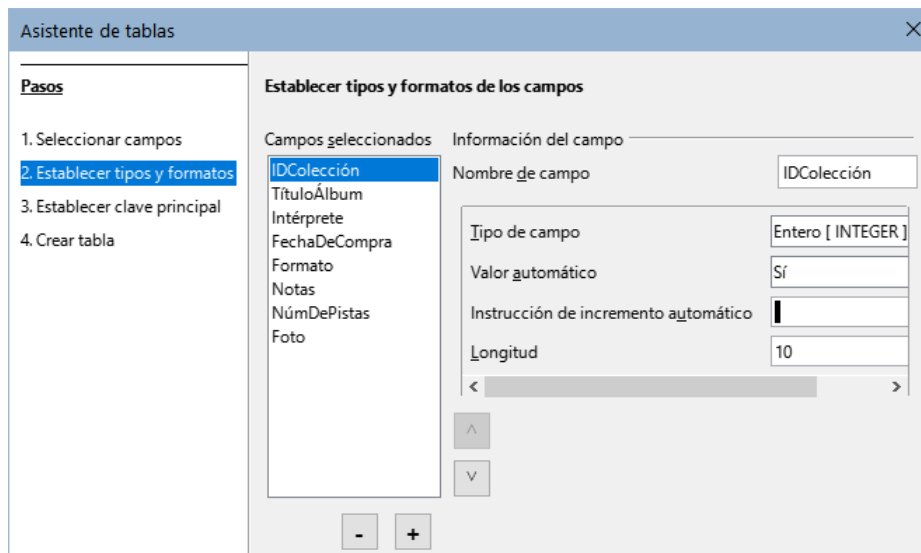 Asistente de tablas
Pasos
1. Seleccionar campos
2. Establecer tipos y formatos
3. Establecer clave principal
4. Crear tabla
Establecer tipos y formatos de los campos
Campos seleccionados
IDColección
TítuloÁlbum
Intérprete
FechaDeCompra
Formato
Notas
NúmDePistas
Foto
- +
Información del campo
Nombre de campo IDColección
Tipo de campo Entero [ INTEGER ]
Valor automático Sí
Instrucción de incremento automático
Longitud 10